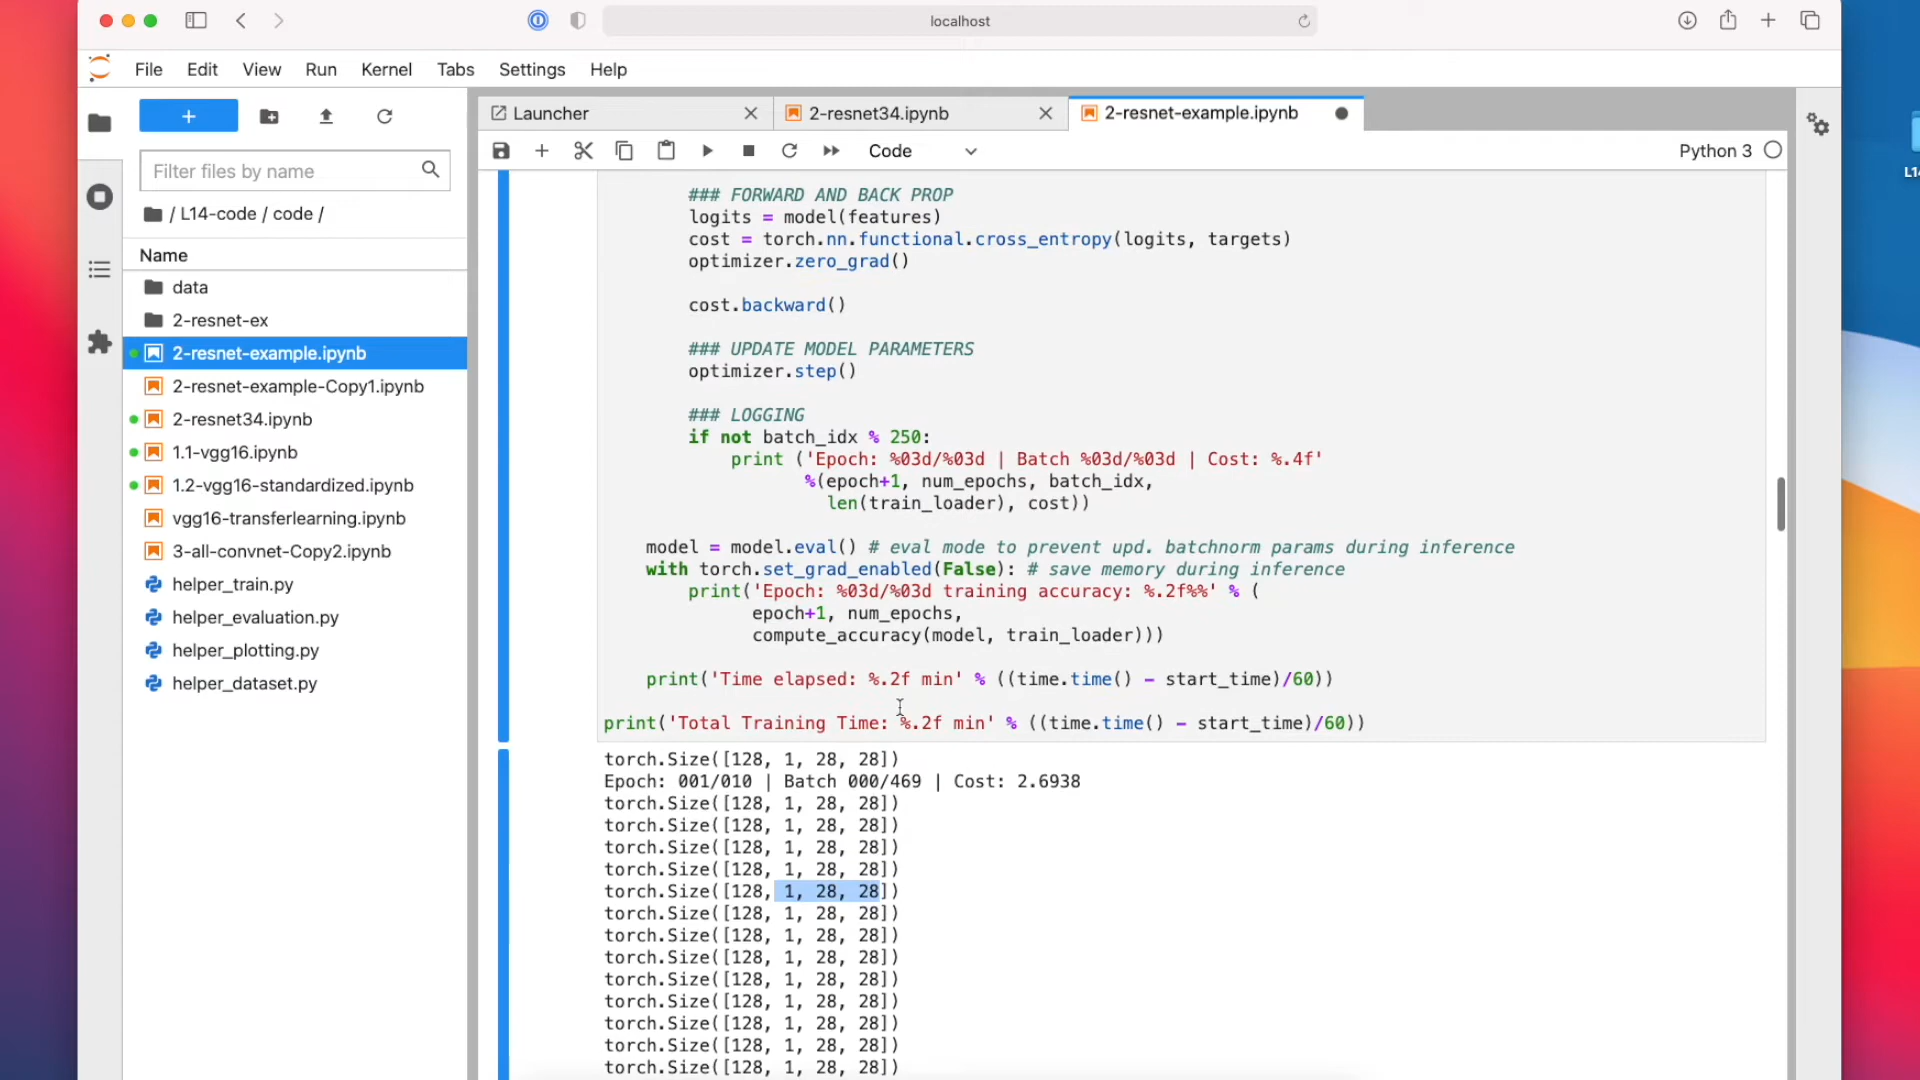 localhost
File Edit View Run Kernel Tabs Settings Help
Launcher
2-resnet34.ipynb
2-resnet-example.ipynb
Code
Python 3
Filter files by name
/ L14-code / code /
Name
data
2-resnet-ex
2-resnet-example.ipynb
2-resnet-example-Copy1.ipynb
2-resnet34.ipynb
1.1-vgg16.ipynb
1.2-vgg16-standardized.ipynb
vgg16-transferlearning.ipynb
3-all-convnet-Copy2.ipynb
helper_train.py
helper_evaluation.py
helper_plotting.py
helper_dataset.py
### FORWARD AND BACK PROP
logits = model(features)
cost = torch.nn.functional.cross_entropy(logits, targets)
optimizer.zero_grad()
cost.backward()
### UPDATE MODEL PARAMETERS
optimizer.step()
### LOGGING
if not batch_idx % 250:
print ('Epoch: %03d/%03d | Batch %03d/%03d | Cost: %.4f'
%(epoch+1, num_epochs, batch_idx,
len(train_loader), cost))
model = model.eval() # eval mode to prevent upd. batchnorm params during inference
with torch.set_grad_enabled(False): # save memory during inference
print('Epoch: %03d/%03d training accuracy: %.2f%%' % (
epoch+1, num_epochs,
compute_accuracy(model, train_loader)))
print('Time elapsed: %.2f min' % ((time.time() - start_time)/60))
print('Total Training Time: %.2f min' % ((time.time() - start_time)/60))
torch.Size([128, 1, 28, 28])
Epoch: 001/010 | Batch 000/469 | Cost: 2.6938
torch.Size([128, 1, 28, 28])
torch.Size([128, 1, 28, 28])
torch.Size([128, 1, 28, 28])
torch.Size([128, 1, 28, 28])
torch.Size([128, 1, 28, 28])
torch.Size([128, 1, 28, 28])
torch.Size([128, 1, 28, 28])
torch.Size([128, 1, 28, 28])
torch.Size([128, 1, 28, 28])
torch.Size([128, 1, 28, 28])
torch.Size([128, 1, 28, 28])
torch.Size([128, 1, 28, 28])
torch.Size([128, 1, 28, 28])